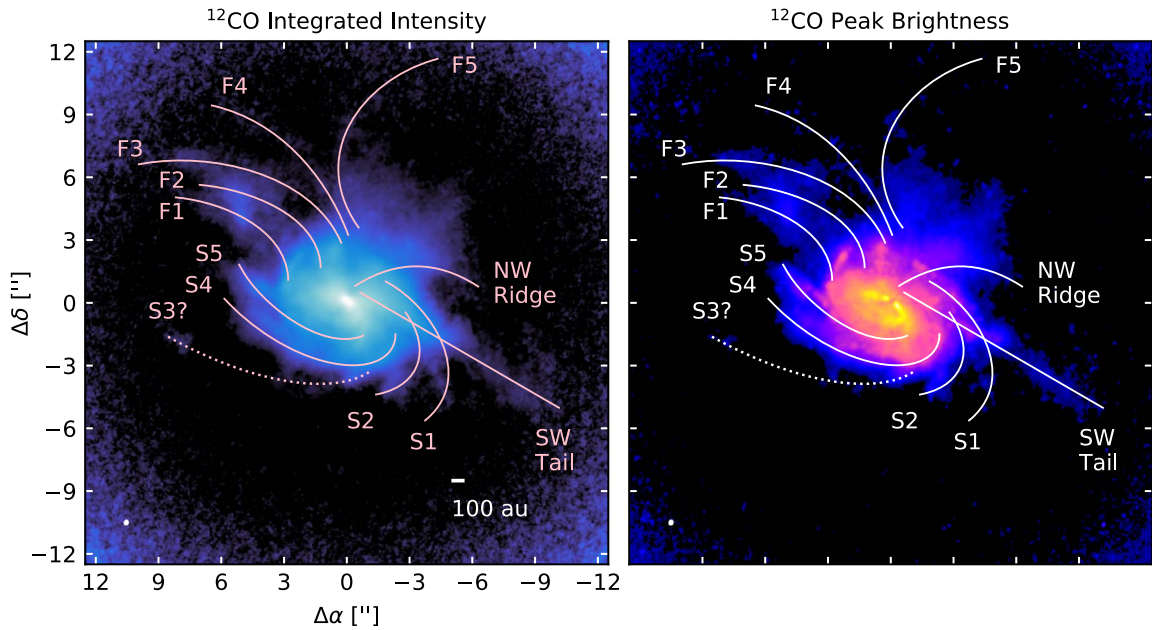 ¹²CO Integrated Intensity
¹²CO Peak Brightness
12
9
6
3
0
−3
−6
−9
−12
Δδ ['']
F5
F4
F3
F2
F1
S5
S4
S3?
NW
Ridge
S2
S1
SW
Tail
100 au
12
9
6
3
0
−3
−6
−9
−12
Δα ['']
F5
F4
F3
F2
F1
S5
S4
S3?
NW
Ridge
S2
S1
SW
Tail